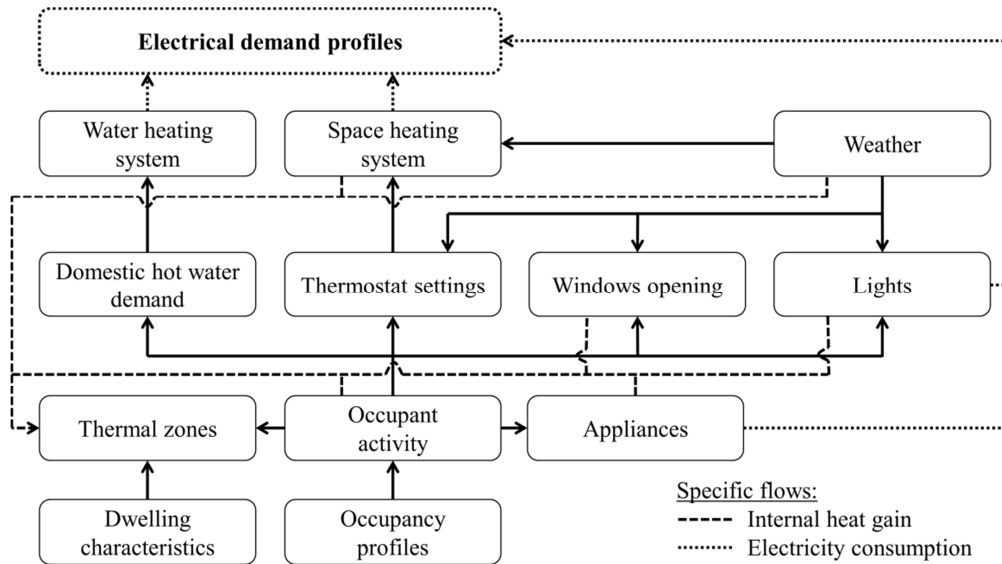 Electrical demand profiles
Water heating
system
Space heating
system
Weather
Domestic hot water
demand
Thermostat settings
Windows opening
Lights
Thermal zones
Occupant
activity
Appliances
Dwelling
characteristics
Occupancy
profiles
Specific flows:
Internal heat gain
Electricity consumption